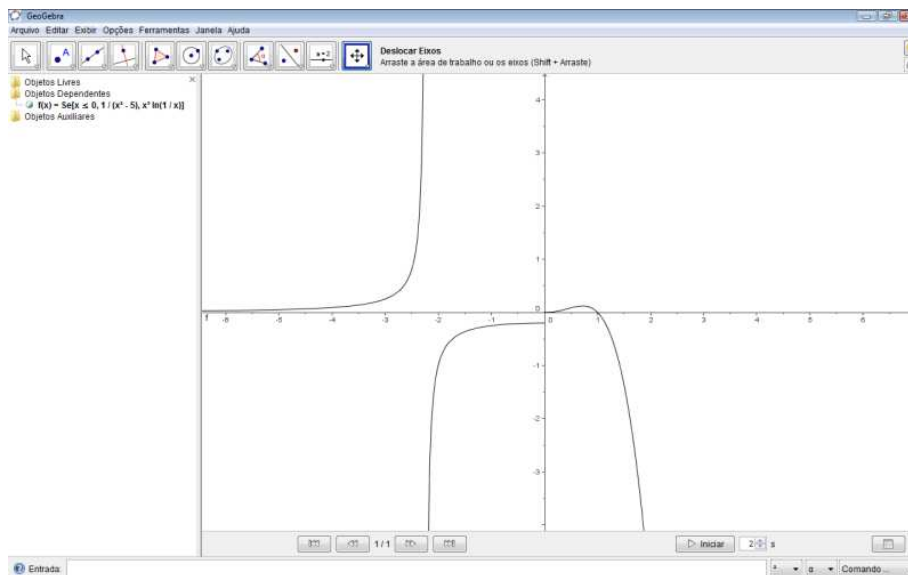 GeoGebra
Arquivo Editar Exibir Opções Ferramentas Janela Ajuda
A
a=2
Deslocar Eixos
Arraste a área de trabalho ou os eixos (Shift + Arraste)
Objetos Livres
Objetos Dependentes
f(x) = Se[x ≤ 0, 1 / (x² - 5), x³ ln(1 / x)]
Objetos Auxiliares
4
3
2
1
0
f -6 -5 -4 -3 -2 -1 0 1 2 3 4 5 6
-1
-2
-3
1 / 1
Iniciar 2 s
Entrada:
² α Comando ...